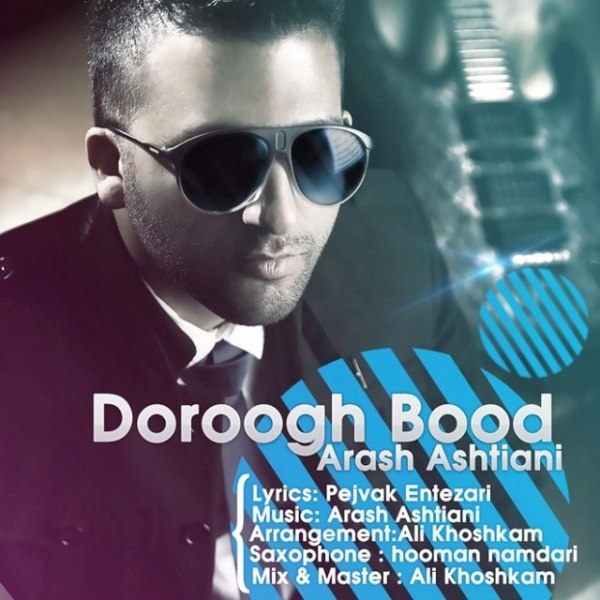 Doroogh Bood
Arash Ashtiani
Lyrics: Pejvak Entezari
Music: Arash Ashtiani
Arrangement:Ali Khoshkam
Saxophone : hooman namdari
Mix & Master : Ali Khoshkam